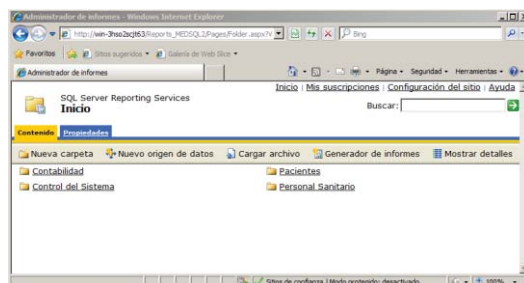 Administrador de informes - Windows Internet Explorer
http://win-3hso2scjt63/Reports_MEDSQL2/Pages/Folder.aspx?v
Bing
Favoritos Sitios sugeridos Galería de Web Slice
Administrador de informes
Página Seguridad Herramientas
Inicio | Mis suscripciones | Configuración del sitio | Ayuda
SQL Server Reporting Services
Inicio
Buscar:
Contenido Propiedades
Nueva carpeta Nuevo origen de datos Cargar archivo Generador de informes Mostrar detalles
Contabilidad Pacientes
Control del Sistema Personal Sanitario
Sitios de confianza | Modo protegido: desactivado 100%